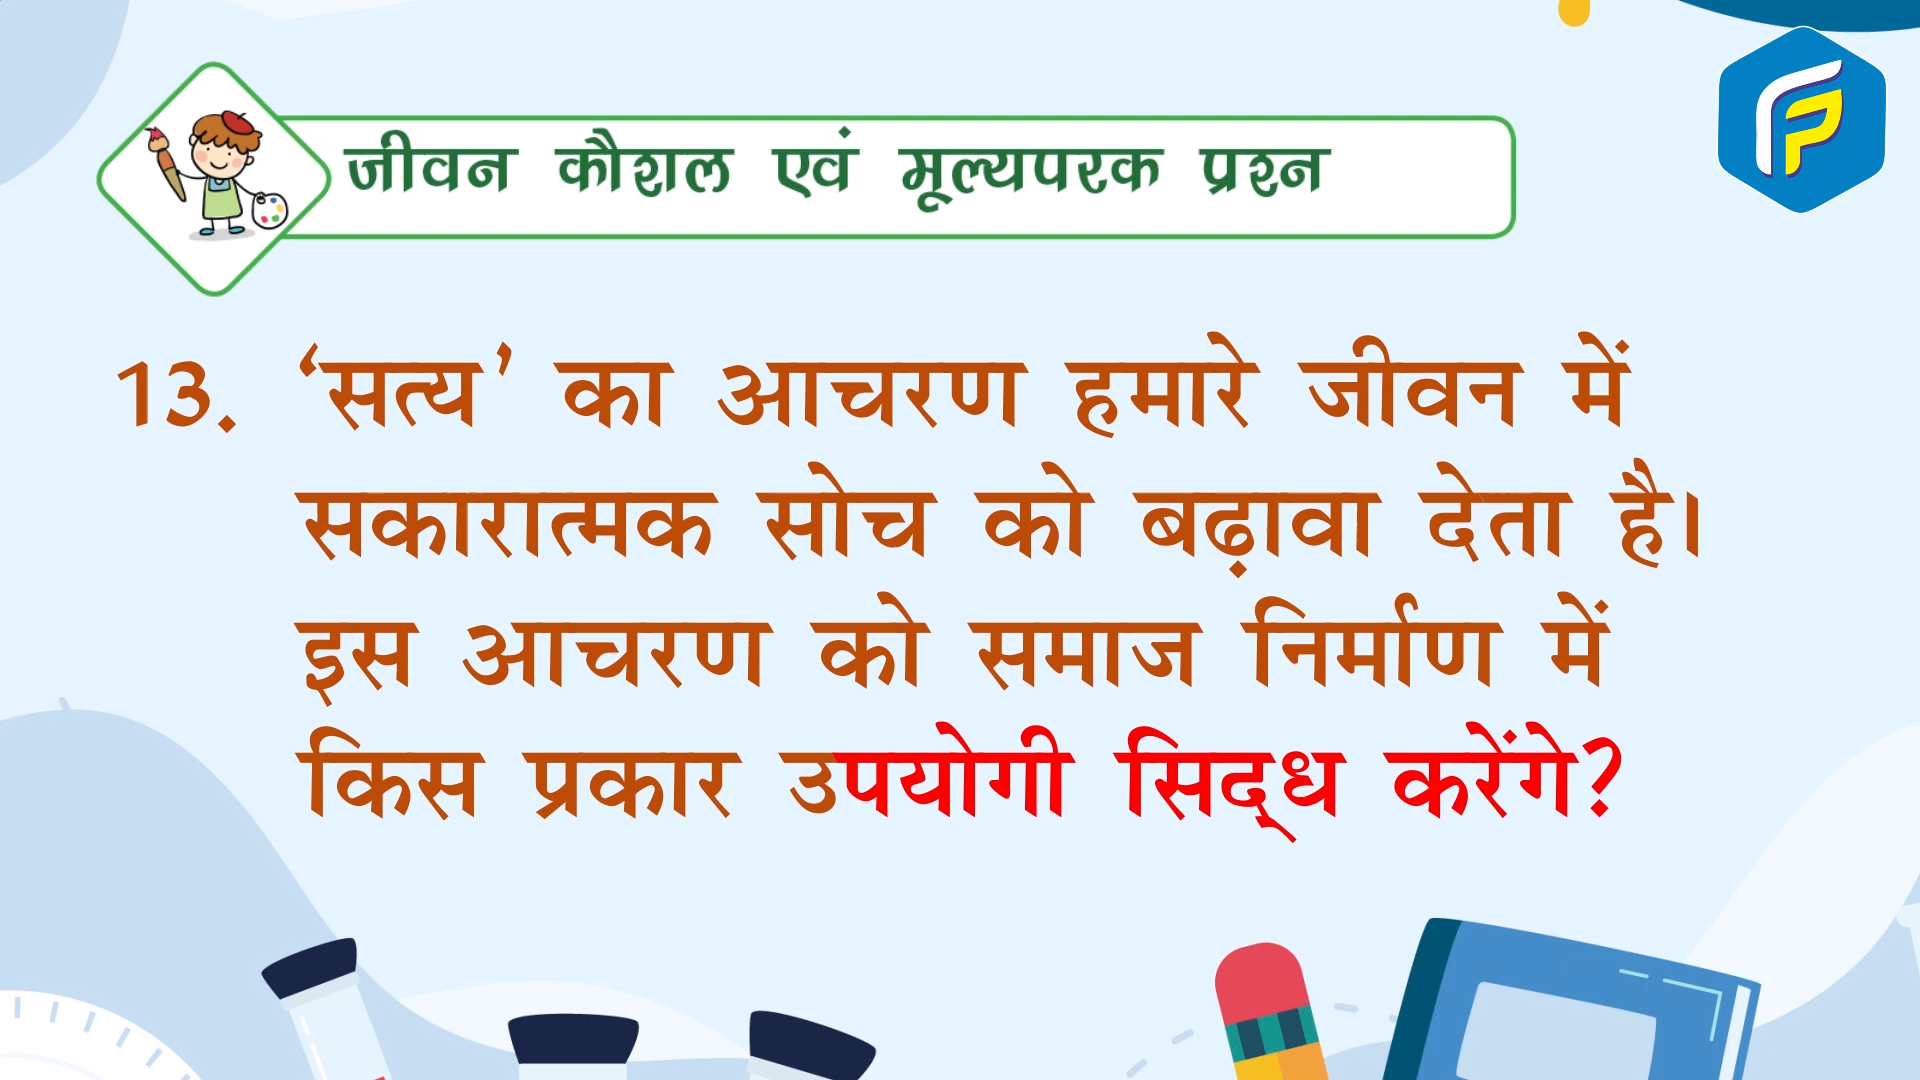 जीवन कौशल एवं मूल्यपरक प्रश्न
13. ‘सत्य’ का आचरण हमारे जीवन में
सकारात्मक सोच को बढ़ावा देता है।
इस आचरण को समाज निर्माण में
किस प्रकार उपयोगी सिद्‌ध करेंगे?